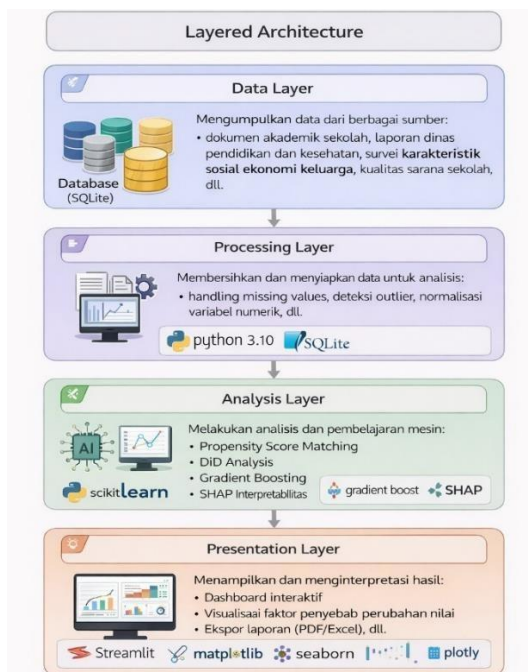 Layered Architecture
Data Layer
Mengumpulkan data dari berbagai sumber:
• dokumen akademik sekolah, laporan dinas
pendidikan dan kesehatan, survei karakteristik
sosial ekonomi keluarga, kualitas sarana sekolah,
dll.
Database
(SQLite)
Processing Layer
Membersihkan dan menyiapkan data untuk analisis:
• handling missing values, deteksi outlier, normalisasi
variabel numerik, dll.
python 3.10
SQLite
Analysis Layer
Melakukan analisis dan pembelajaran mesin:
• Propensity Score Matching
• DiD Analysis
• Gradient Boosting
• SHAP Interpretabilitas
AI
scikitlearn
gradient boost
SHAP
Presentation Layer
Menampilkan dan menginterpretasi hasil:
• Dashboard interaktif
• Visualisaai faktor penyebab perubahan nilai
• Ekspor laporan (PDF/Excel), dll.
Streamlit
matplotlib
seaborn
plotly